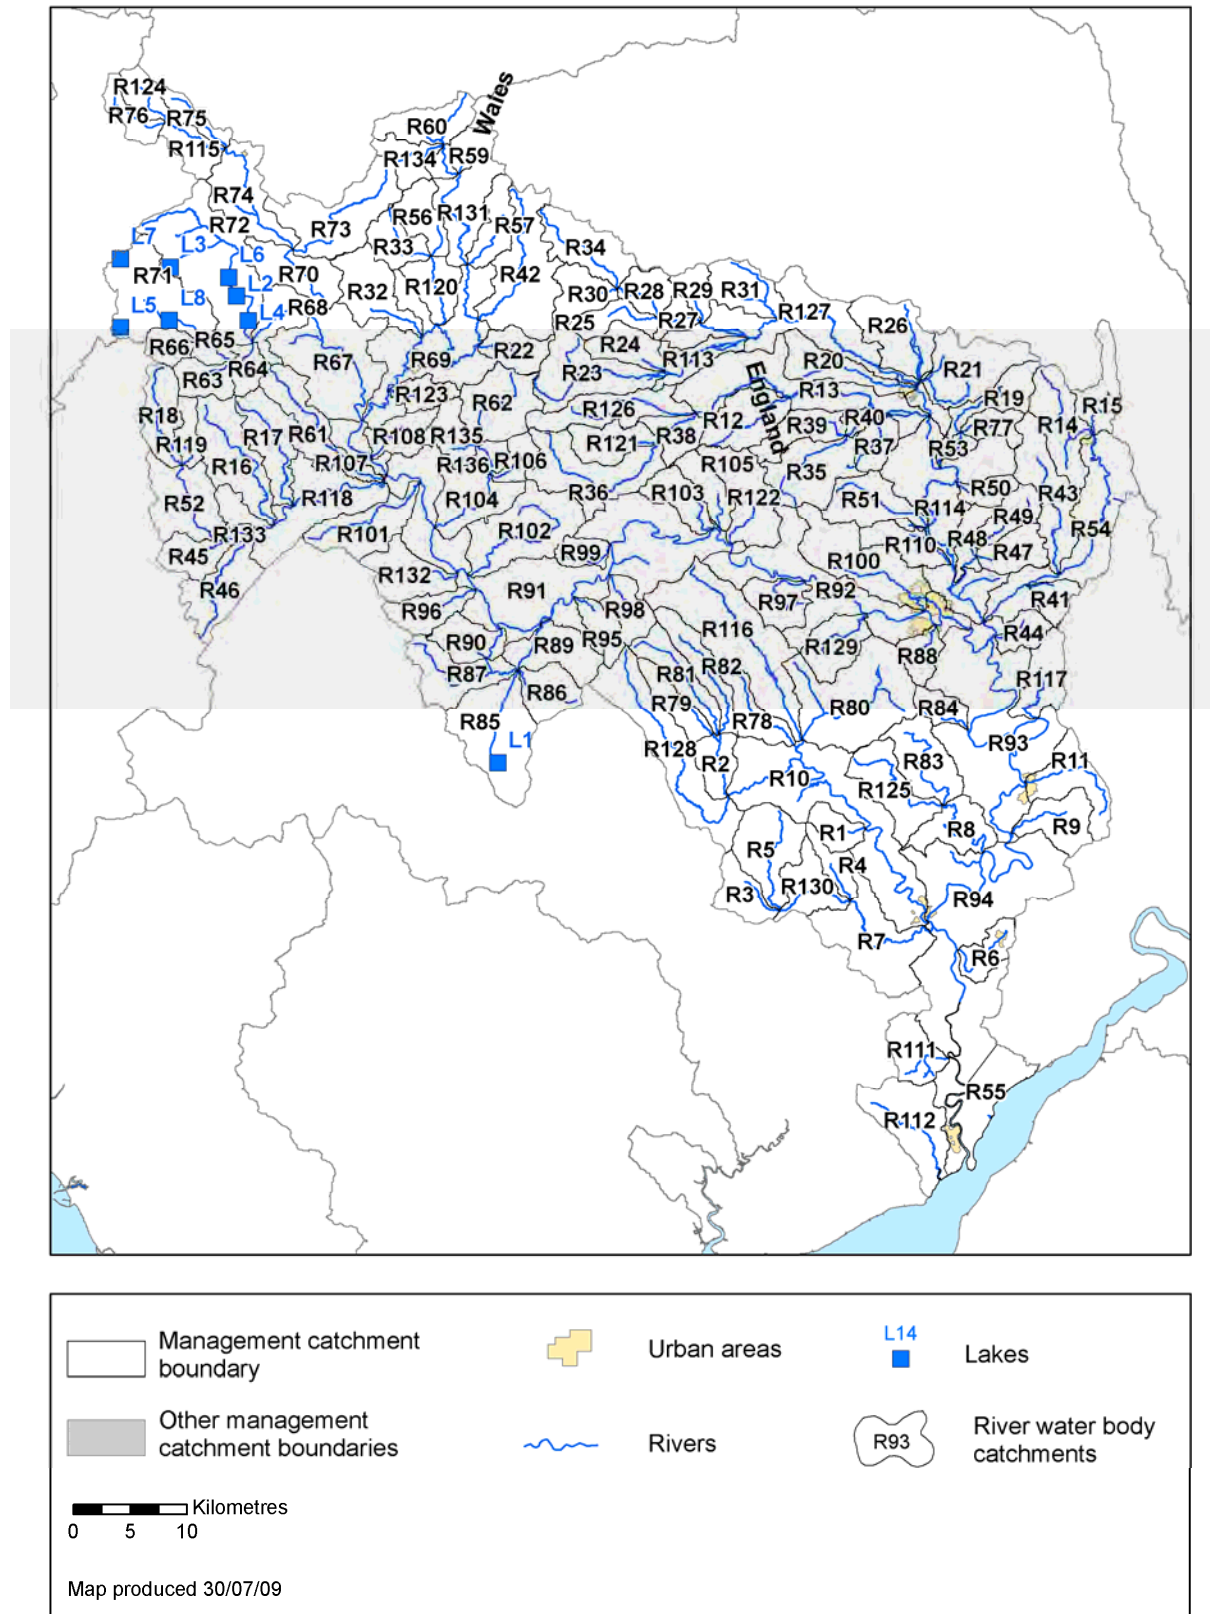 Wales
R124
R76 R75
R60
R115
R134 R59
R74
R56 R131
R72 R57
R73
L7 L3 R33 R34
L6
R71 R70 R42
L2 R120
L5 L8 R32 R30 R28 R29 R31
L4 R68
R127
R25 R27 R26
R66 R65 R24
R67 R69 R22 R113 R20
R64 R23 R21
R63 England
R123 R13 R19
R62
R18 R126 R12 R40 R15
R17 R61 R39 R77 R14
R119 R108 R135 R121 R38 R37 R53
R16 R107 R136 R106 R105 R35
R118 R104 R36 R103 R122 R51 R50 R43
R52 R114
R133 R101 R102 R49 R54
R45 R99 R110 R48 R47
R132 R100
R46 R91 R92
R96 R98 R97 R41
R90 R89 R95 R116 R129 R44
R87 R82 R88
R86 R81 R117
R85 R79 R78 R80 R84
L1 R128 R93
R2 R83 R11
R10 R125
R1 R8 R9
R5
R4
R3 R130 R94
R7
R6
R111
R55
R112
Management catchment
boundary
Urban areas
L14
Lakes
Other management
catchment boundaries
Rivers
R93
River water body
catchments
Kilometres
0 5 10
Map produced 30/07/09